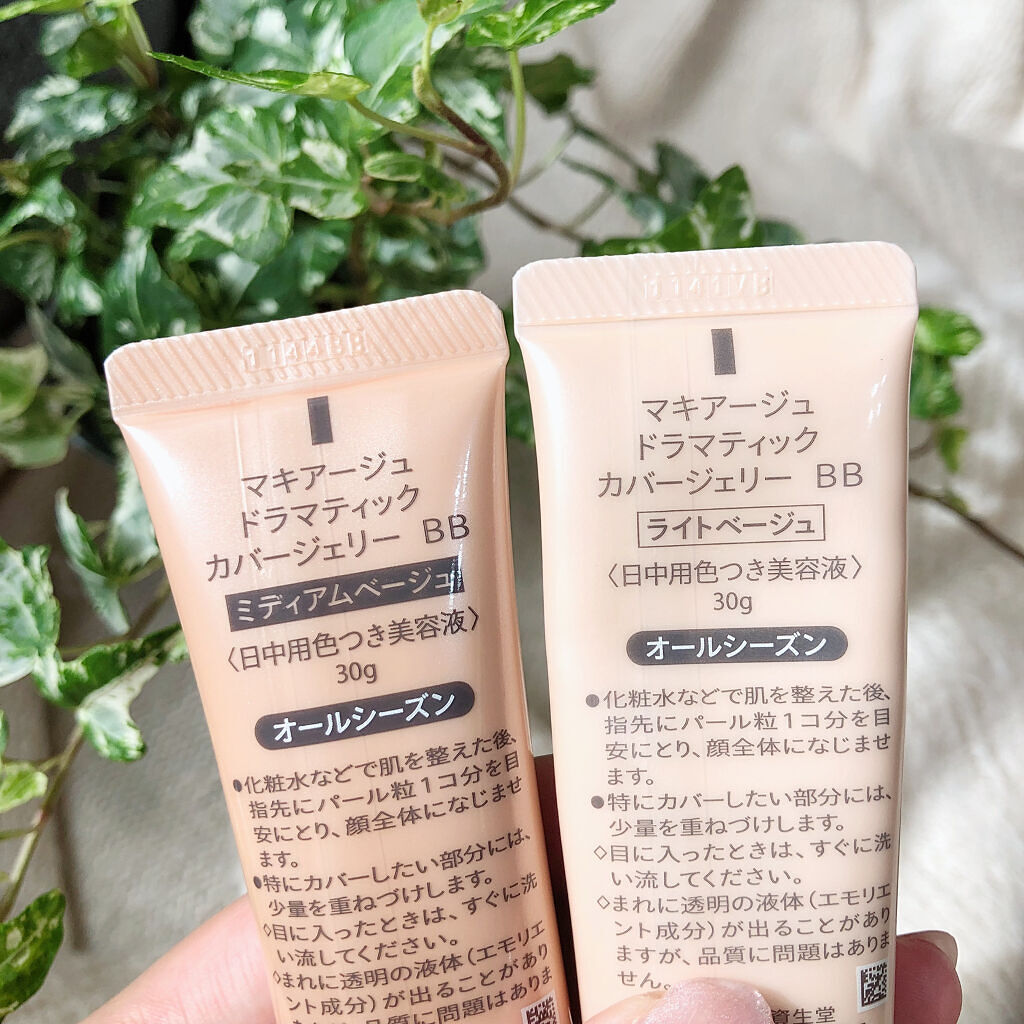 11448E
マキアージュ
ドラマティック
カバージェリー BB
ミディアムベージュ
〈日中用色つき美容液〉
30g
オールシーズン
●化粧水などで肌を整えた後、
指先にパール粒1コ分を目
安にとり、顔全体になじませ
ます。
●特にカバーしたい部分には、
少量を重ねづけします。
◇目に入ったときは、すぐに洗
い流してください。
◇まれに透明の液体(エモリエ
ント成分)が出ることがあり
ますが、品質に問題はありま
11417B
マキアージュ
ドラマティック
カバージェリー BB
ライトベージュ
〈日中用色つき美容液〉
30g
オールシーズン
●化粧水などで肌を整えた後、
指先にパール粒1コ分を目
安にとり、顔全体になじませ
ます。
●特にカバーしたい部分には、
少量を重ねづけします。
◇目に入ったときは、すぐに洗
い流してください。
◇まれに透明の液体(エモリエ
ント成分)が出ることがあり
ますが、品質に問題はありま
せん。
資生堂